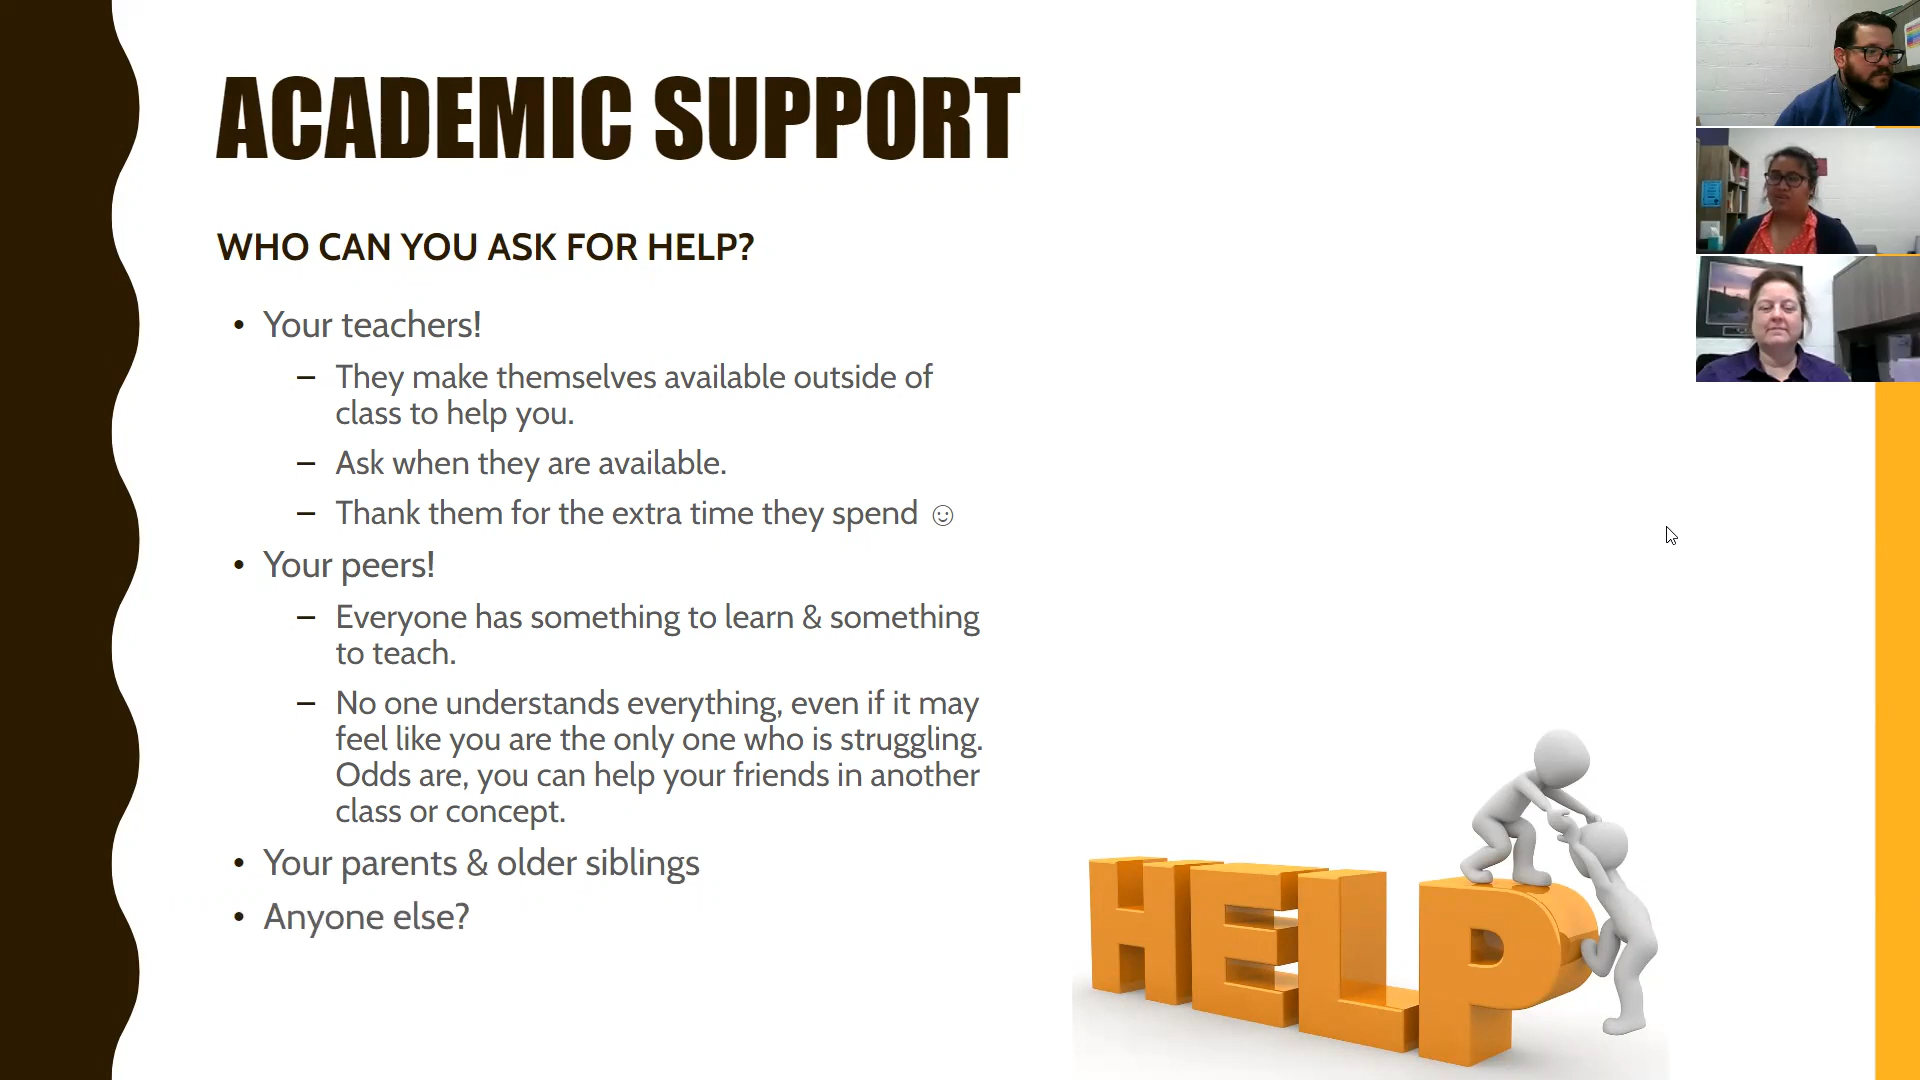 ACADEMIC SUPPORT
WHO CAN YOU ASK FOR HELP?
• Your teachers!
– They make themselves available outside of
class to help you.
– Ask when they are available.
– Thank them for the extra time they spend ☺
• Your peers!
– Everyone has something to learn & something
to teach.
– No one understands everything, even if it may
feel like you are the only one who is struggling.
Odds are, you can help your friends in another
class or concept.
• Your parents & older siblings
• Anyone else?
HELP